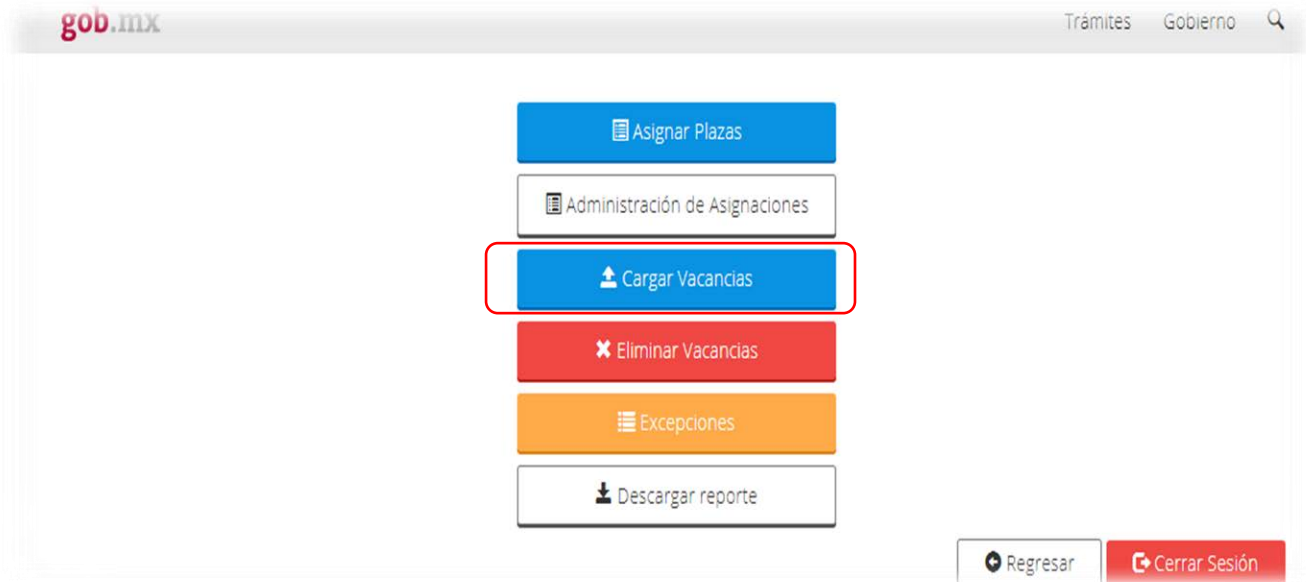 gob.mx
Trámites Gobierno
Asignar Plazas
Administración de Asignaciones
Cargar Vacancias
Eliminar Vacancias
Excepciones
Descargar reporte
Regresar Cerrar Sesión